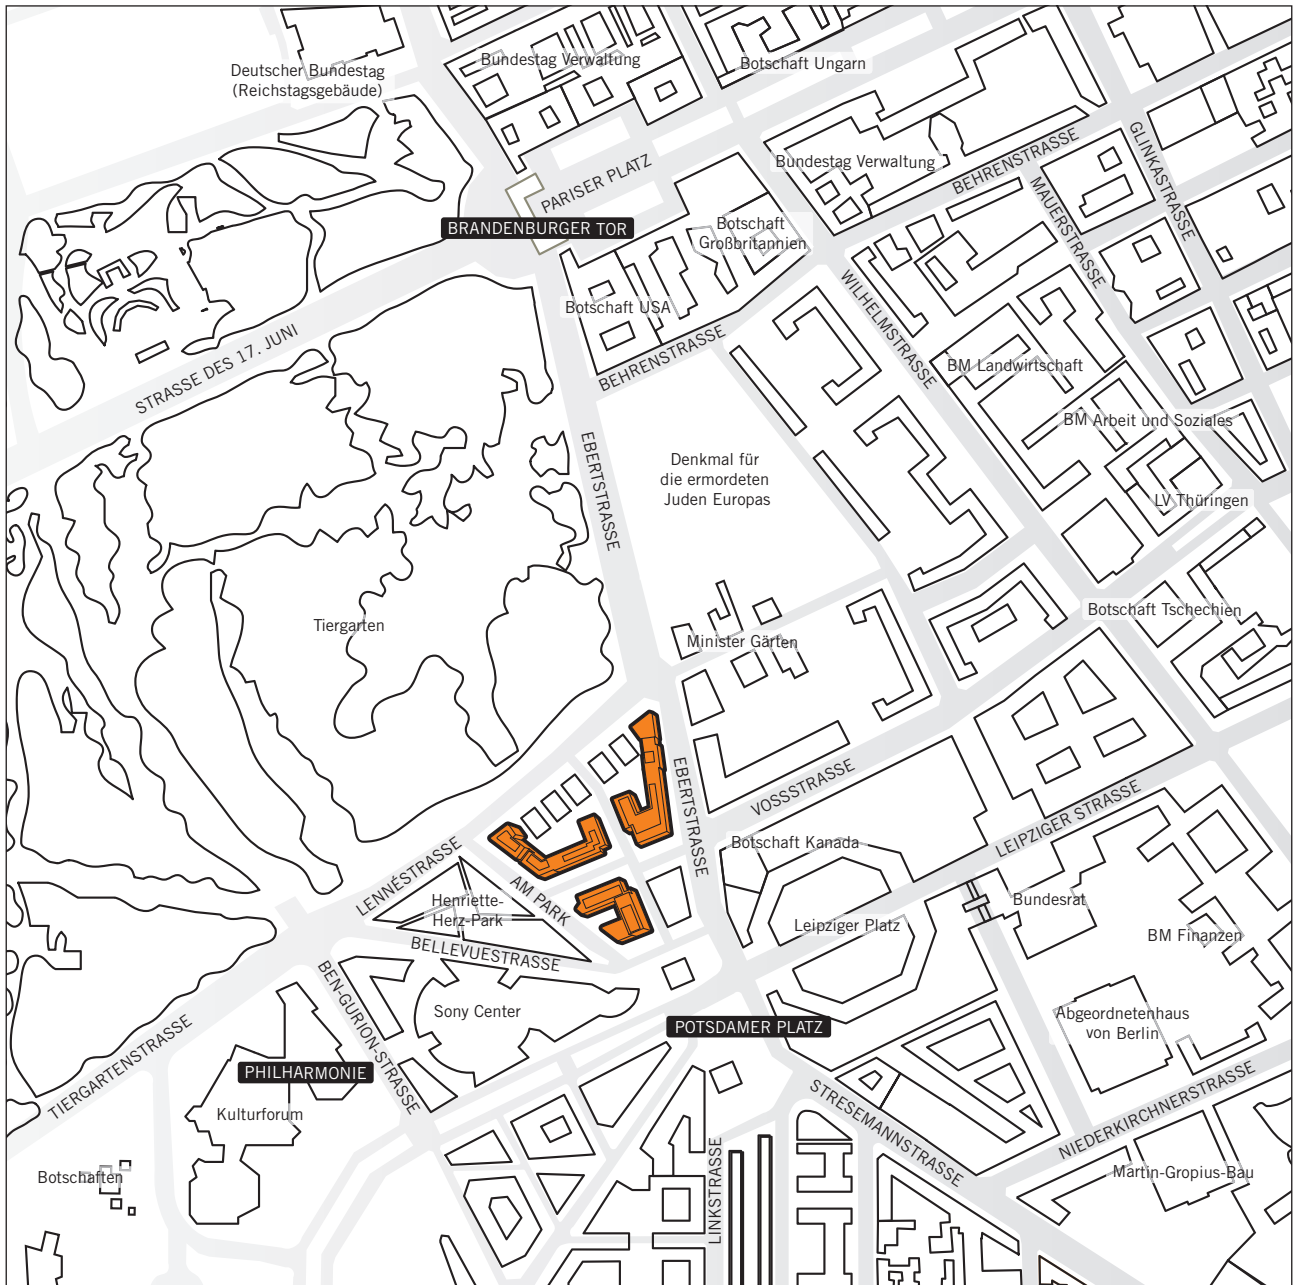 Deutscher Bundestag
(Reichstagsgebäude)
Bundestag Verwaltung
Botschaft Ungarn
PARISER PLATZ
Bundestag Verwaltung
BEHRENSTRASSE
GLINKASTRASSE
MAUERSTRASSE
BRANDENBURGER TOR
Botschaft
Großbritannien
Botschaft USA
WILHELMSTRASSE
STRASSE DES 17. JUNI
BEHRENSTRASSE
BM Landwirtschaft
BM Arbeit und Soziales
EBERTSTRASSE
Denkmal für
die ermordeten
Juden Europas
LV Thüringen
Tiergarten
Botschaft Tschechien
Minister Gärten
EBERTSTRASSE
VOSSSTRASSE
LEIPZIGER STRASSE
Botschaft Kanada
LENNÉSTRASSE
AM PARK
Henriette-
Herz-Park
BELLEVUESTRASSE
Leipziger Platz
Bundesrat
BM Finanzen
BEN-GURION-STRASSE
Sony Center
POTSDAMER PLATZ
Abgeordnetenhaus
von Berlin
TIERGARTENSTRASSE
PHILHARMONIE
Kulturforum
STRESEMANNSTRASSE
NIEDERKIRCHNERSTRASSE
LINKSTRASSE
Botschaften
Martin-Gropius-Bau